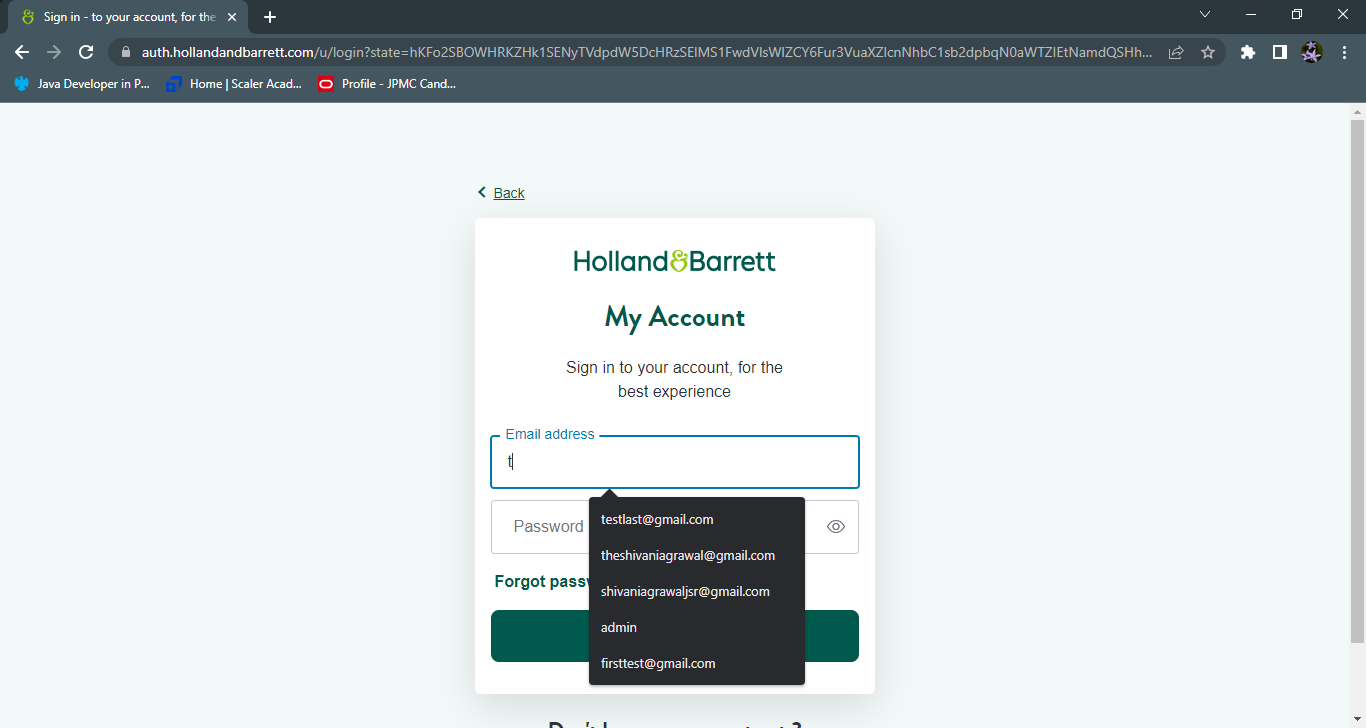 Sign in - to your account, for the
auth.hollandandbarrett.com/u/login?state=hKFo2SBOWHRKZHk1SENyTVdpdW5DcHRzSElMS1FwdVlsWlZCY6Fur3VuaXZlcnNhbC1sb2dpbqN0aWTZIEtNamdQSHh...
Java Developer in P...
Home | Scaler Acad...
Profile - JPMC Cand...
Back
Holland&Barrett
My Account
Sign in to your account, for the
best experience
Email address
t
Password
testlast@gmail.com
theshivaniagrawal@gmail.com
Forgot passw
shivaniagrawaljsr@gmail.com
admin
firsttest@gmail.com